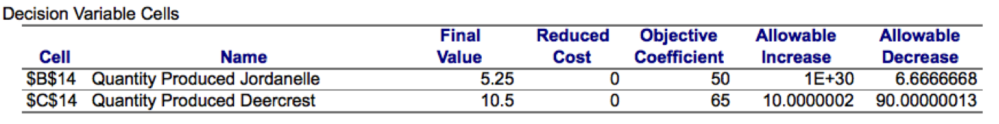 Decision Variable Cells
Final Reduced Objective Allowable Allowable
Cell Name Value Cost Coefficient Increase Decrease
$B$14 Quantity Produced Jordanelle 5.25 0 50 1E+30 6.6666668
$C$14 Quantity Produced Deercrest 10.5 0 65 10.0000002 90.00000013